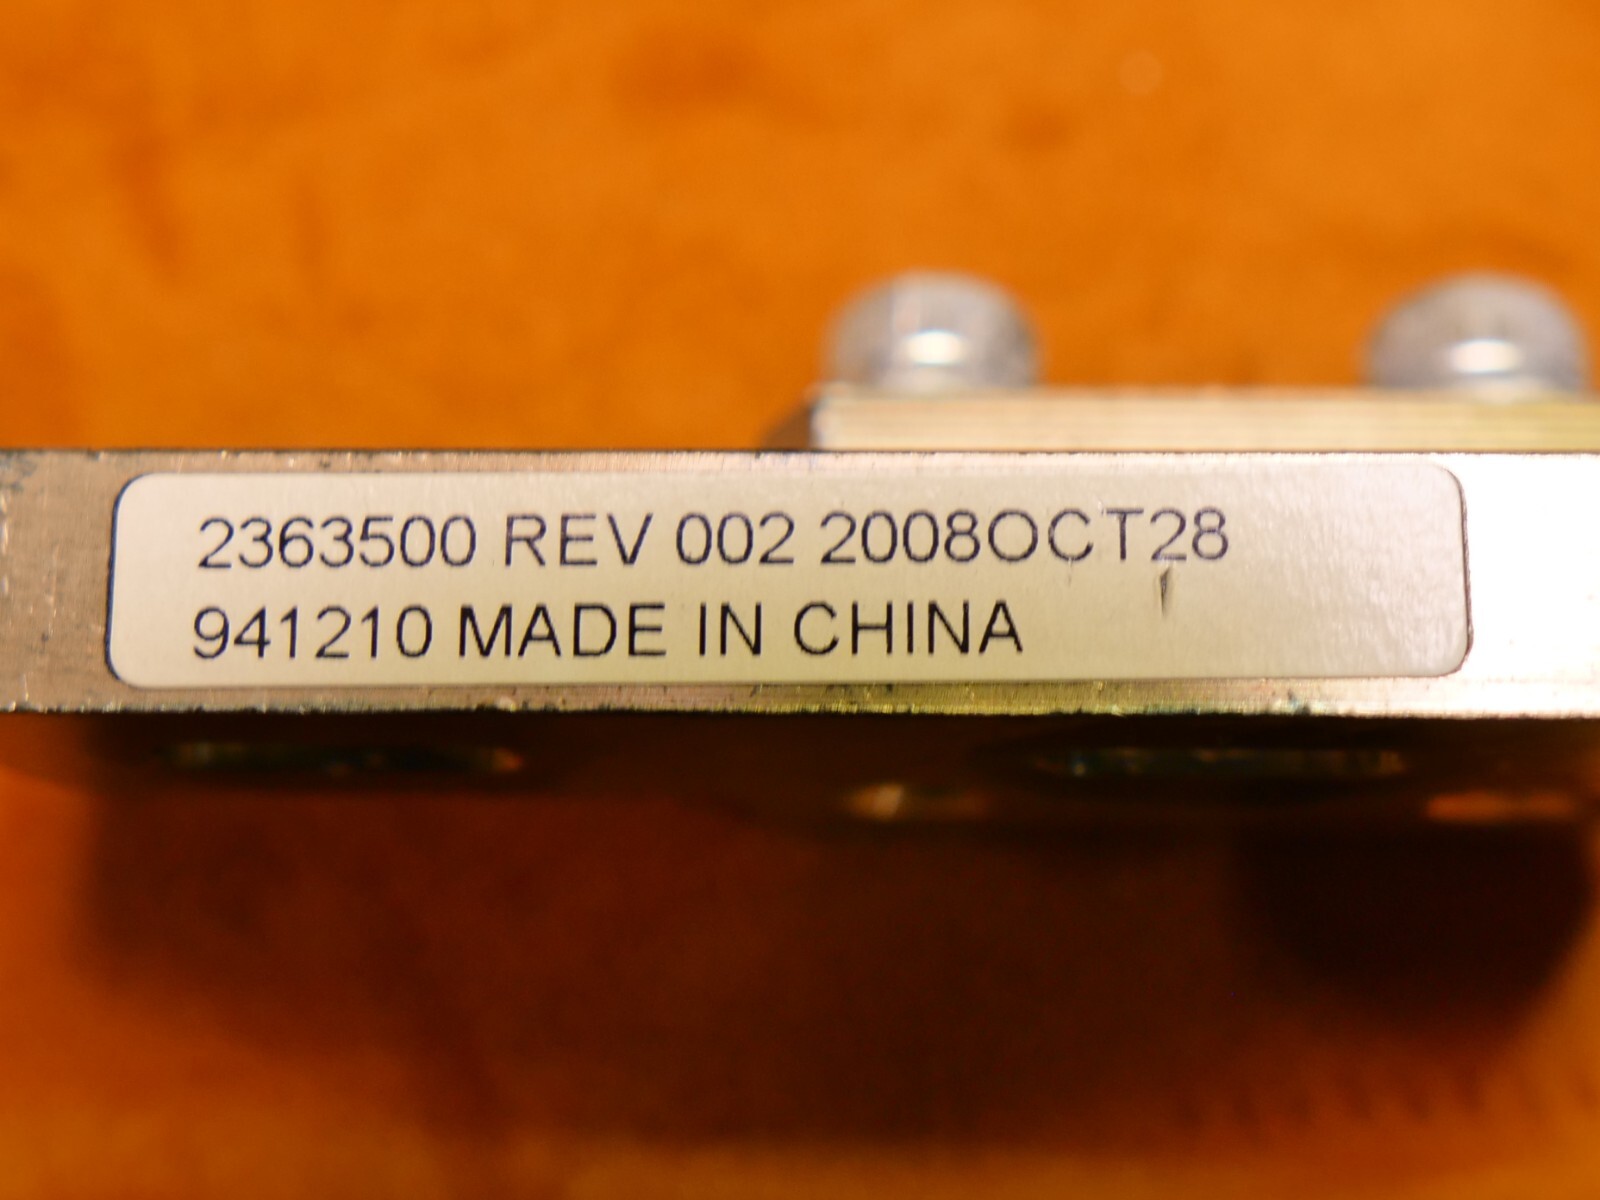 2363500 REV 002 2008OCT28
941210 MADE IN CHINA